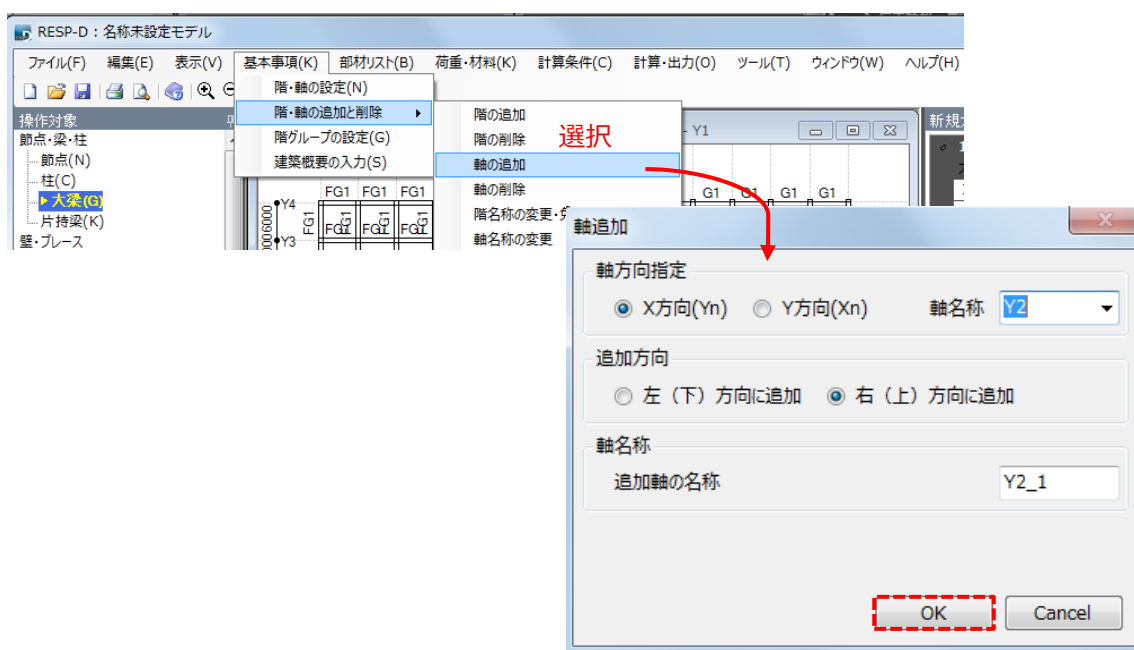 RESP-D：名称未設定モデル
ファイル(F) 編集(E) 表示(V) 基本事項(K) 部材リスト(B) 荷重・材料(K) 計算条件(C) 計算・出力(O) ツール(T) ウィンドウ(W) ヘルプ(H)
階・軸の設定(N)
階・軸の追加と削除
階グループの設定(G)
建築概要の入力(S)
階の追加
階の削除
軸の追加
軸の削除
軸名称の変更
選択
操作対象
節点・梁・柱
節点(N)
柱(C)
大梁(G)
片持梁(K)
壁・ブレース
- Y1
FG1 FG1 FG1
G1 G1 G1 G1
Y4
FG1
Y3
6000
軸追加
軸方向指定
X方向(Yn) Y方向(Xn) 軸名称 Y2
追加方向
左（下）方向に追加 右（上）方向に追加
軸名称
追加軸の名称 Y2_1
OK Cancel